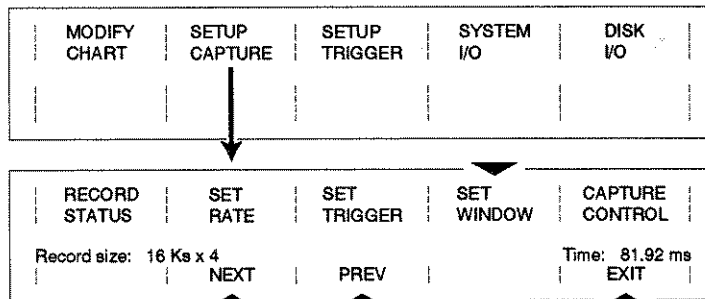 MODIFY SETUP SETUP SYSTEM DISK
CHART CAPTURE TRIGGER I/O I/O
RECORD SET SET SET CAPTURE
STATUS RATE TRIGGER WINDOW CONTROL
Record size: 16 Ks x 4 Time: 81.92 ms
NEXT PREV EXIT